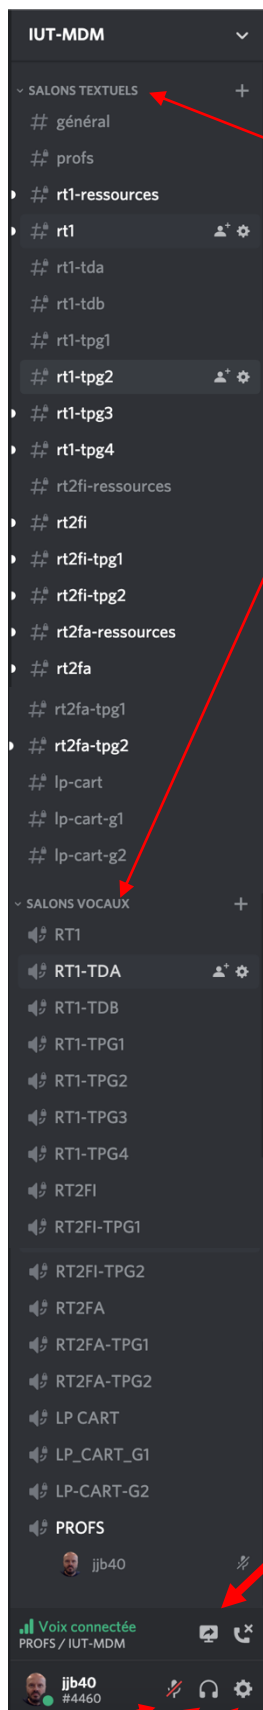 IUT-MDM
SALONS TEXTUELS
général
profs
rt1-ressources
rt1
rt1-tda
rt1-tdb
rt1-tpg1
rt1-tpg2
rt1-tpg3
rt1-tpg4
rt2fi-ressources
rt2fi
rt2fi-tpg1
rt2fi-tpg2
rt2fa-ressources
rt2fa
rt2fa-tpg1
rt2fa-tpg2
lp-cart
lp-cart-g1
lp-cart-g2
SALONS VOCAUX
RT1
RT1-TDA
RT1-TDB
RT1-TPG1
RT1-TPG2
RT1-TPG3
RT1-TPG4
RT2FI
RT2FI-TPG1
RT2FI-TPG2
RT2FA
RT2FA-TPG1
RT2FA-TPG2
LP CART
LP_CART_G1
LP-CART-G2
PROFS
jjb40
Voix connectée
PROFS / IUT-MDM
jjb40
#4460